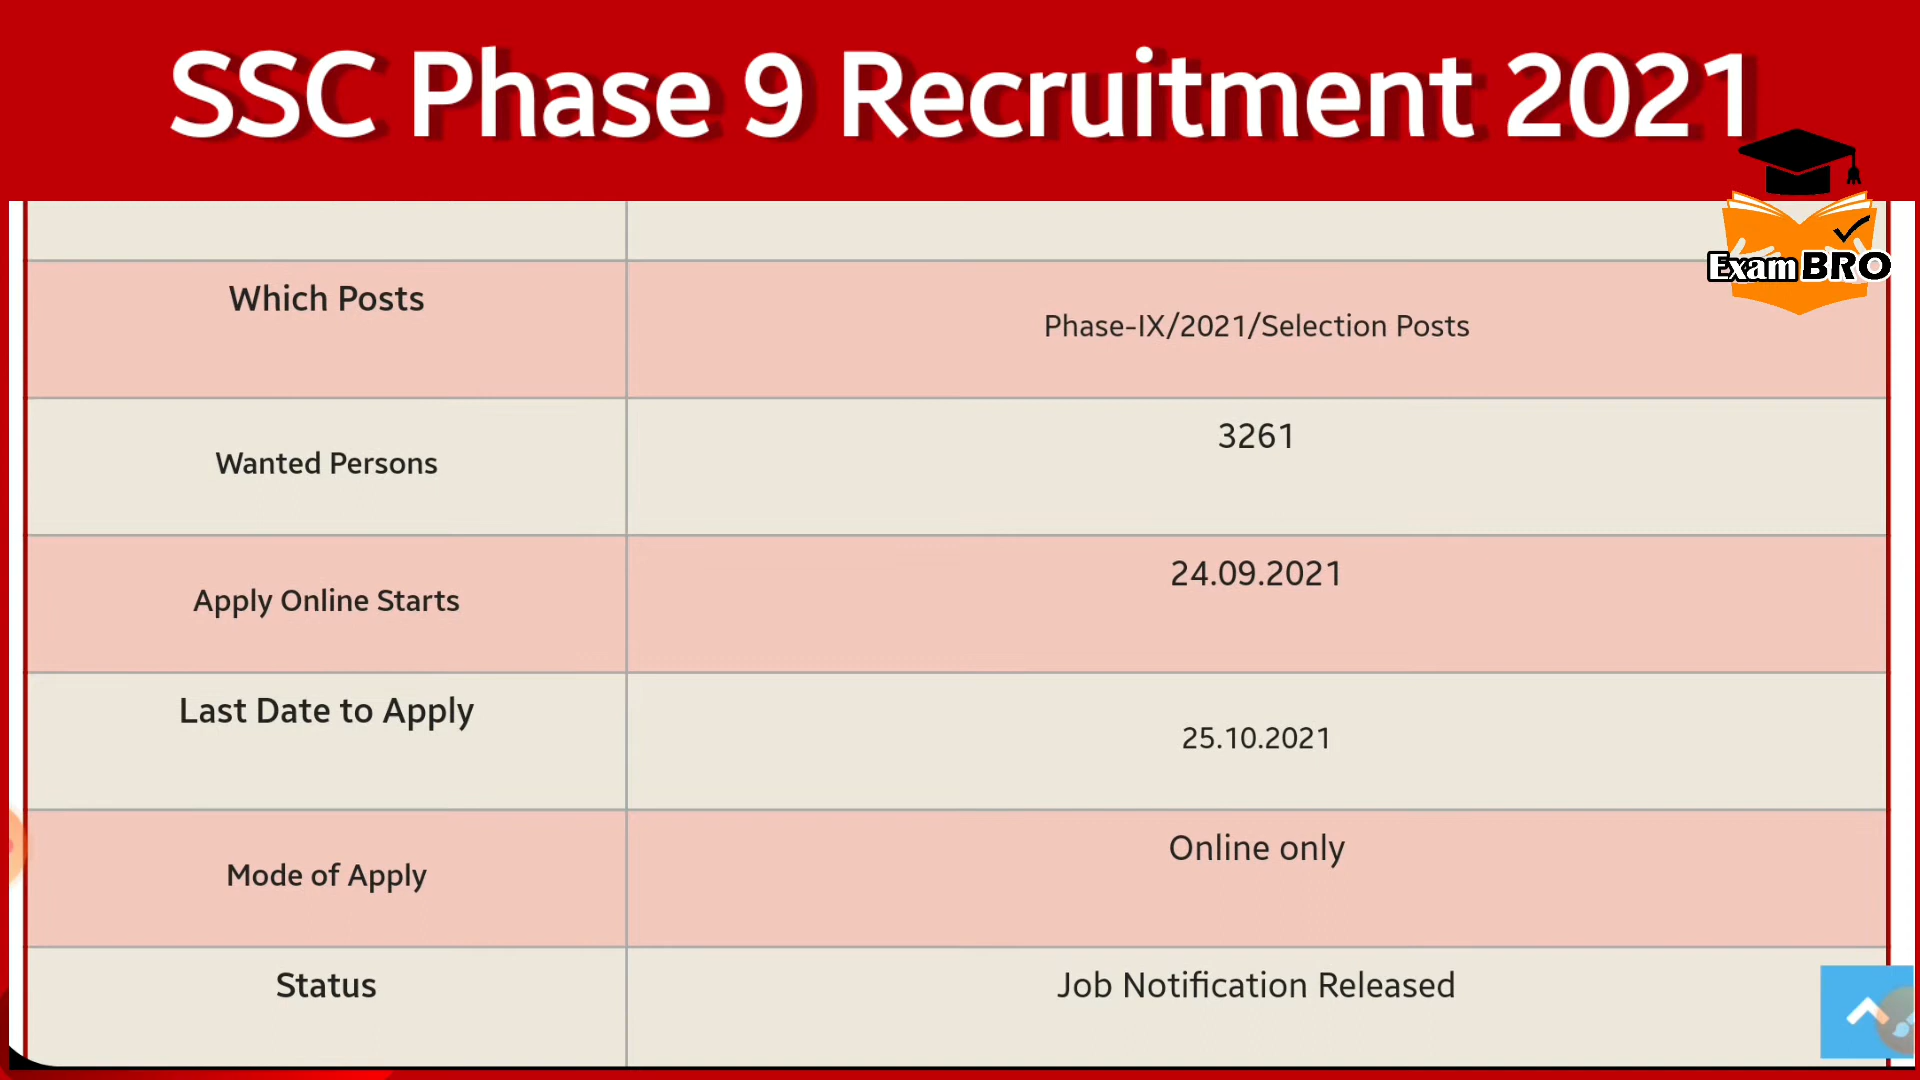 SSC Phase 9 Recruitment 2021
Exam BRO
Which Posts
Phase-IX/2021/Selection Posts
Wanted Persons
3261
Apply Online Starts
24.09.2021
Last Date to Apply
25.10.2021
Mode of Apply
Online only
Status
Job Notification Released